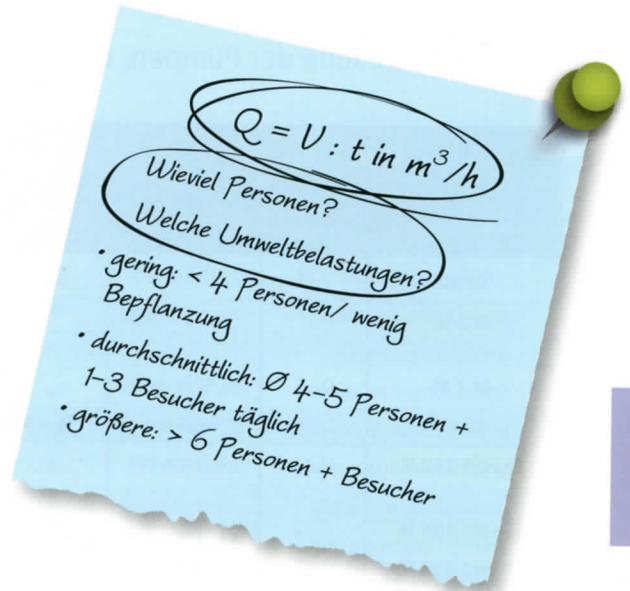 Q = V : t in m³/h
Wieviel Personen?
Welche Umweltbelastungen?
• gering: < 4 Personen/ wenig
Bepflanzung
• durchschnittlich: Ø 4-5 Personen +
1-3 Besucher täglich
• größere: > 6 Personen + Besucher